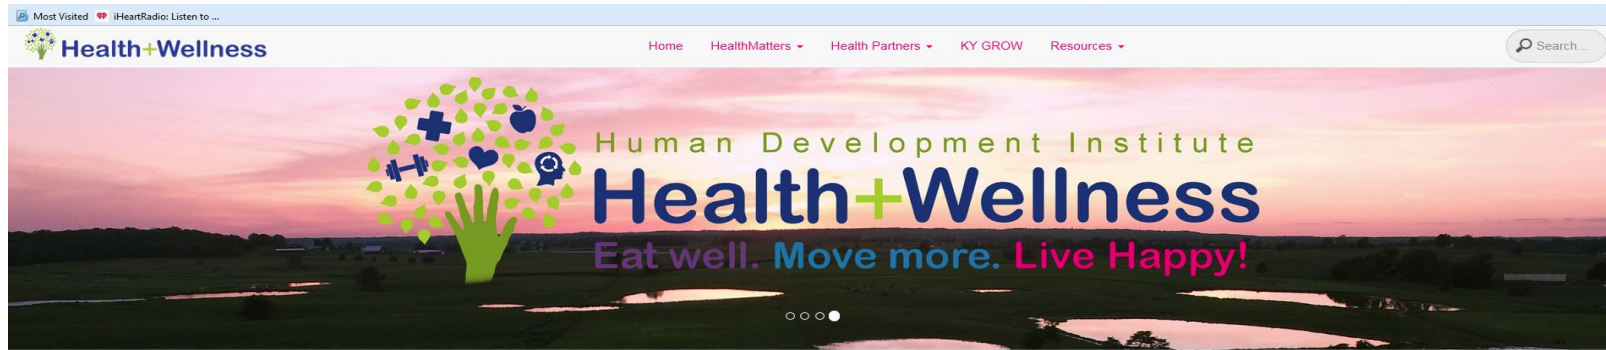 Most Visited iHeartRadio: Listen to ...
Health+Wellness Home HealthMatters Health Partners KY GROW Resources Search...
Human Development Institute
Health+Wellness
Eat well. Move more. Live Happy!